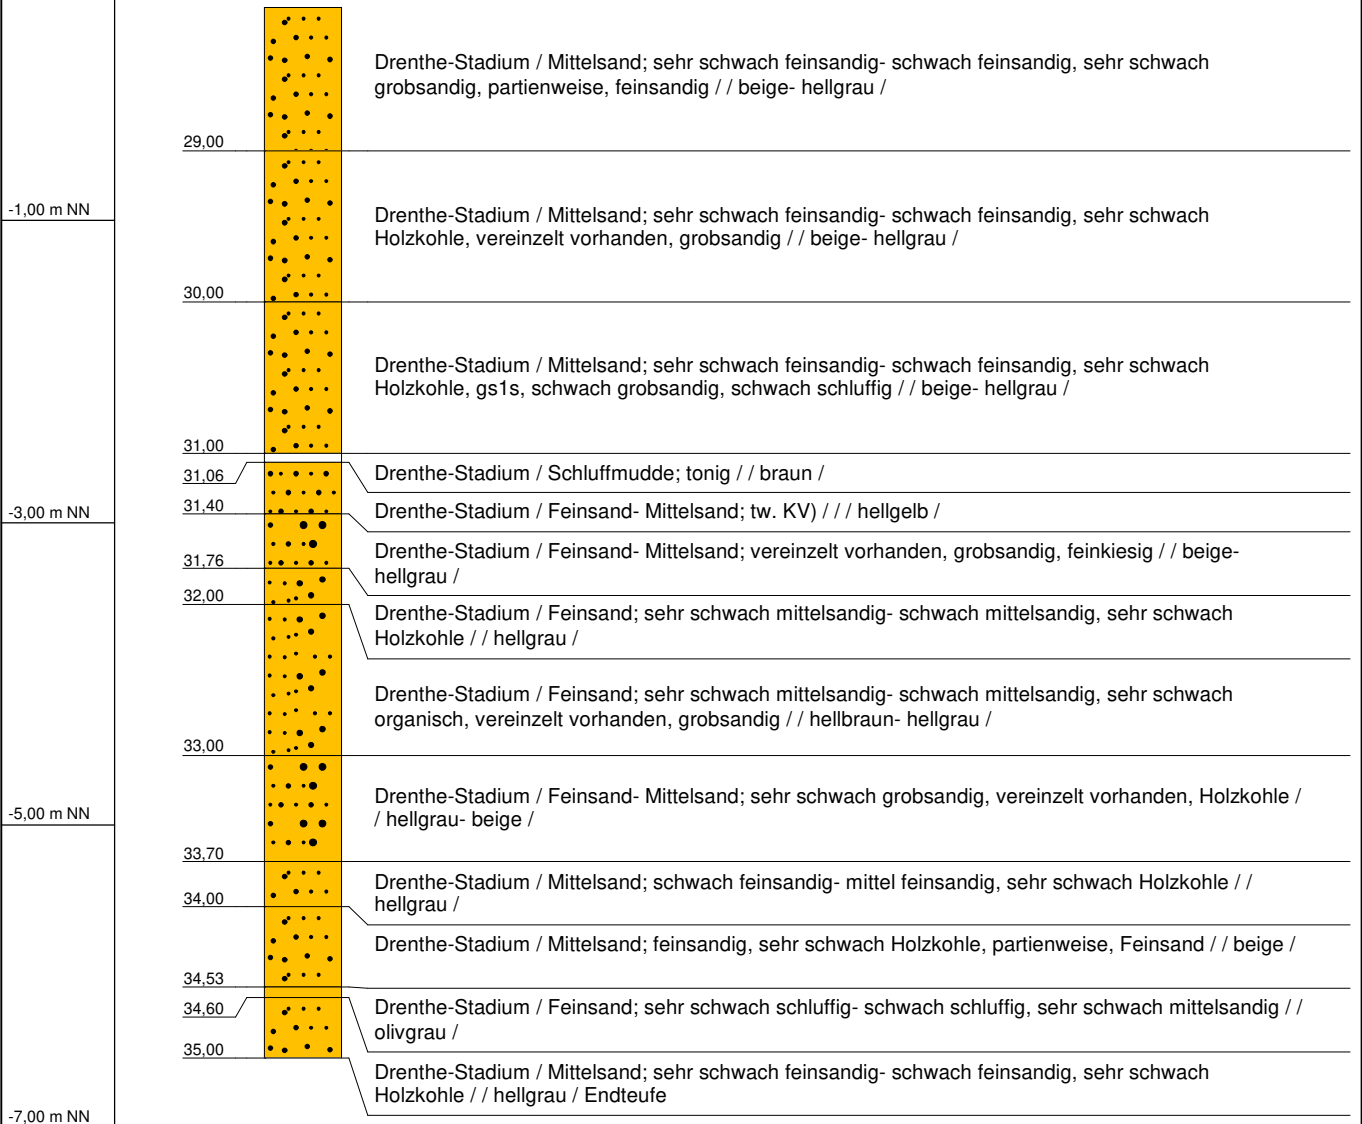 Drenthe-Stadium / Mittelsand; sehr schwach feinsandig- schwach feinsandig, sehr schwach
grobsandig, partienweise, feinsandig / / beige- hellgrau /
29,00
-1,00 m NN
Drenthe-Stadium / Mittelsand; sehr schwach feinsandig- schwach feinsandig, sehr schwach
Holzkohle, vereinzelt vorhanden, grobsandig / / beige- hellgrau /
30,00
Drenthe-Stadium / Mittelsand; sehr schwach feinsandig- schwach feinsandig, sehr schwach
Holzkohle, gs1s, schwach grobsandig, schwach schluffig / / beige- hellgrau /
31,00
31,06
Drenthe-Stadium / Schluffmudde; tonig / / braun /
31,40
-3,00 m NN
Drenthe-Stadium / Feinsand- Mittelsand; tw. KV) / / / hellgelb /
31,76
Drenthe-Stadium / Feinsand- Mittelsand; vereinzelt vorhanden, grobsandig, feinkiesig / / beige-
hellgrau /
32,00
Drenthe-Stadium / Feinsand; sehr schwach mittelsandig- schwach mittelsandig, sehr schwach
Holzkohle / / hellgrau /
Drenthe-Stadium / Feinsand; sehr schwach mittelsandig- schwach mittelsandig, sehr schwach
organisch, vereinzelt vorhanden, grobsandig / / hellbraun- hellgrau /
33,00
Drenthe-Stadium / Feinsand- Mittelsand; sehr schwach grobsandig, vereinzelt vorhanden, Holzkohle /
/ hellgrau- beige /
-5,00 m NN
33,70
Drenthe-Stadium / Mittelsand; schwach feinsandig- mittel feinsandig, sehr schwach Holzkohle / /
hellgrau /
34,00
Drenthe-Stadium / Mittelsand; feinsandig, sehr schwach Holzkohle, partienweise, Feinsand / / beige /
34,53
34,60
Drenthe-Stadium / Feinsand; sehr schwach schluffig- schwach schluffig, sehr schwach mittelsandig / /
olivgrau /
35,00
Drenthe-Stadium / Mittelsand; sehr schwach feinsandig- schwach feinsandig, sehr schwach
Holzkohle / / hellgrau / Endteufe
-7,00 m NN